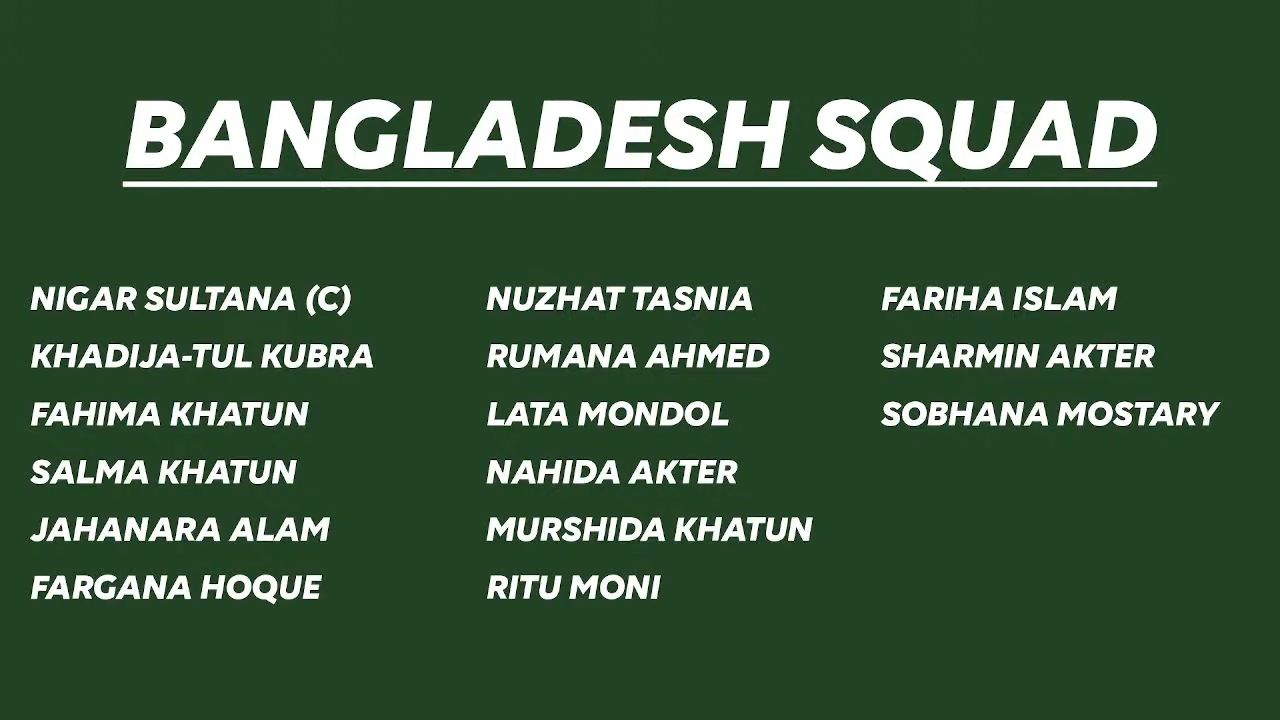 BANGLADESH SQUAD
NIGAR SULTANA (C)
KHADIJA-TUL KUBRA
FAHIMA KHATUN
SALMA KHATUN
JAHANARA ALAM
FARGANA HOQUE
NUZHAT TASNIA
RUMANA AHMED
LATA MONDOL
NAHIDA AKTER
MURSHIDA KHATUN
RITU MONI
FARIHA ISLAM
SHARMIN AKTER
SOBHANA MOSTARY